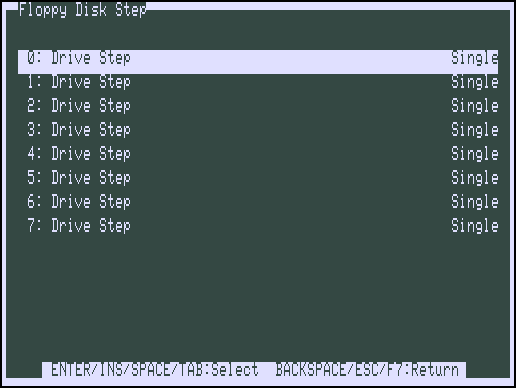 Floppy Disk Step
0: Drive Step Single
1: Drive Step Single
2: Drive Step Single
3: Drive Step Single
4: Drive Step Single
5: Drive Step Single
6: Drive Step Single
7: Drive Step Single
ENTER/INS/SPACE/TAB:Select BACKSPACE/ESC/F7:Return